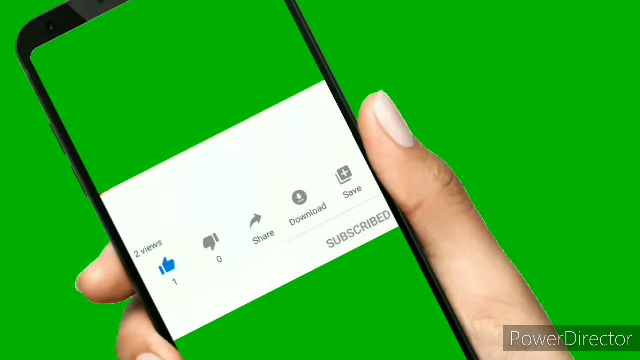 2 views
1
0
Share
Download
Save
SUBSCRIBED
PowerDirector